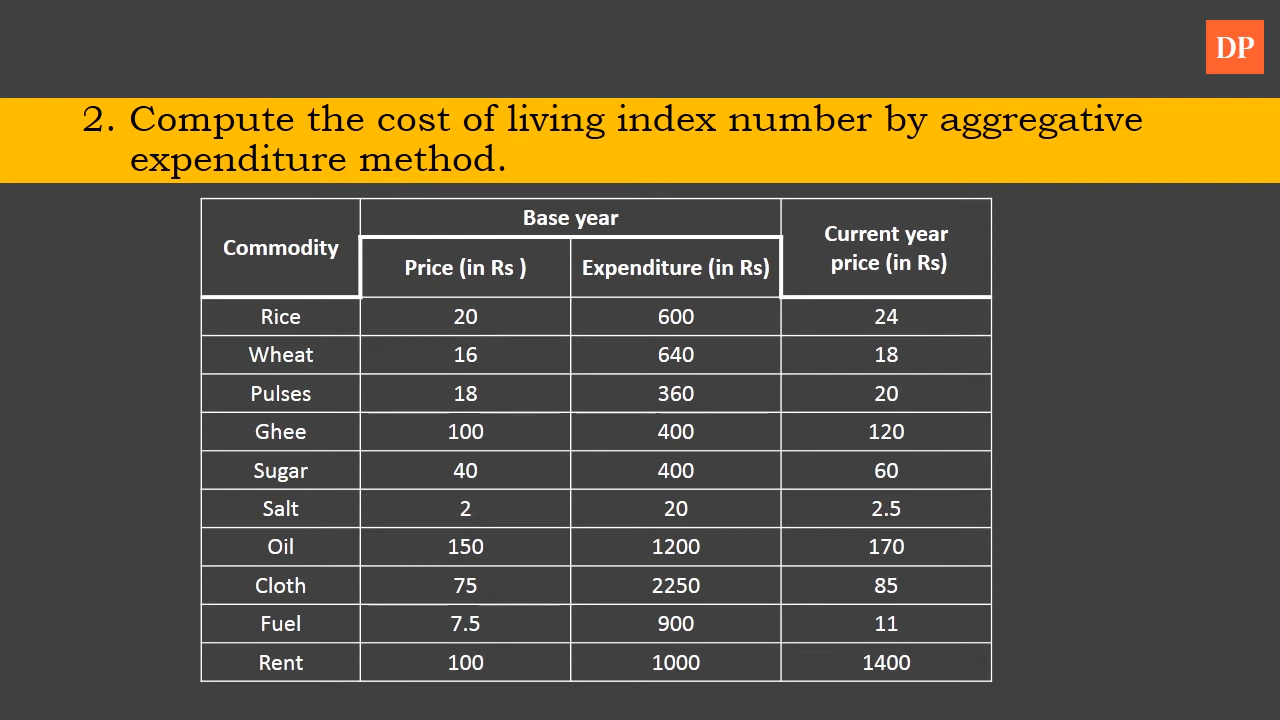 DP
2. Compute the cost of living index number by aggregative
expenditure method.
Commodity Base year Current year
price (in Rs)
Price (in Rs ) Expenditure (in Rs)
Rice 20 600 24
Wheat 16 640 18
Pulses 18 360 20
Ghee 100 400 120
Sugar 40 400 60
Salt 2 20 2.5
Oil 150 1200 170
Cloth 75 2250 85
Fuel 7.5 900 11
Rent 100 1000 1400